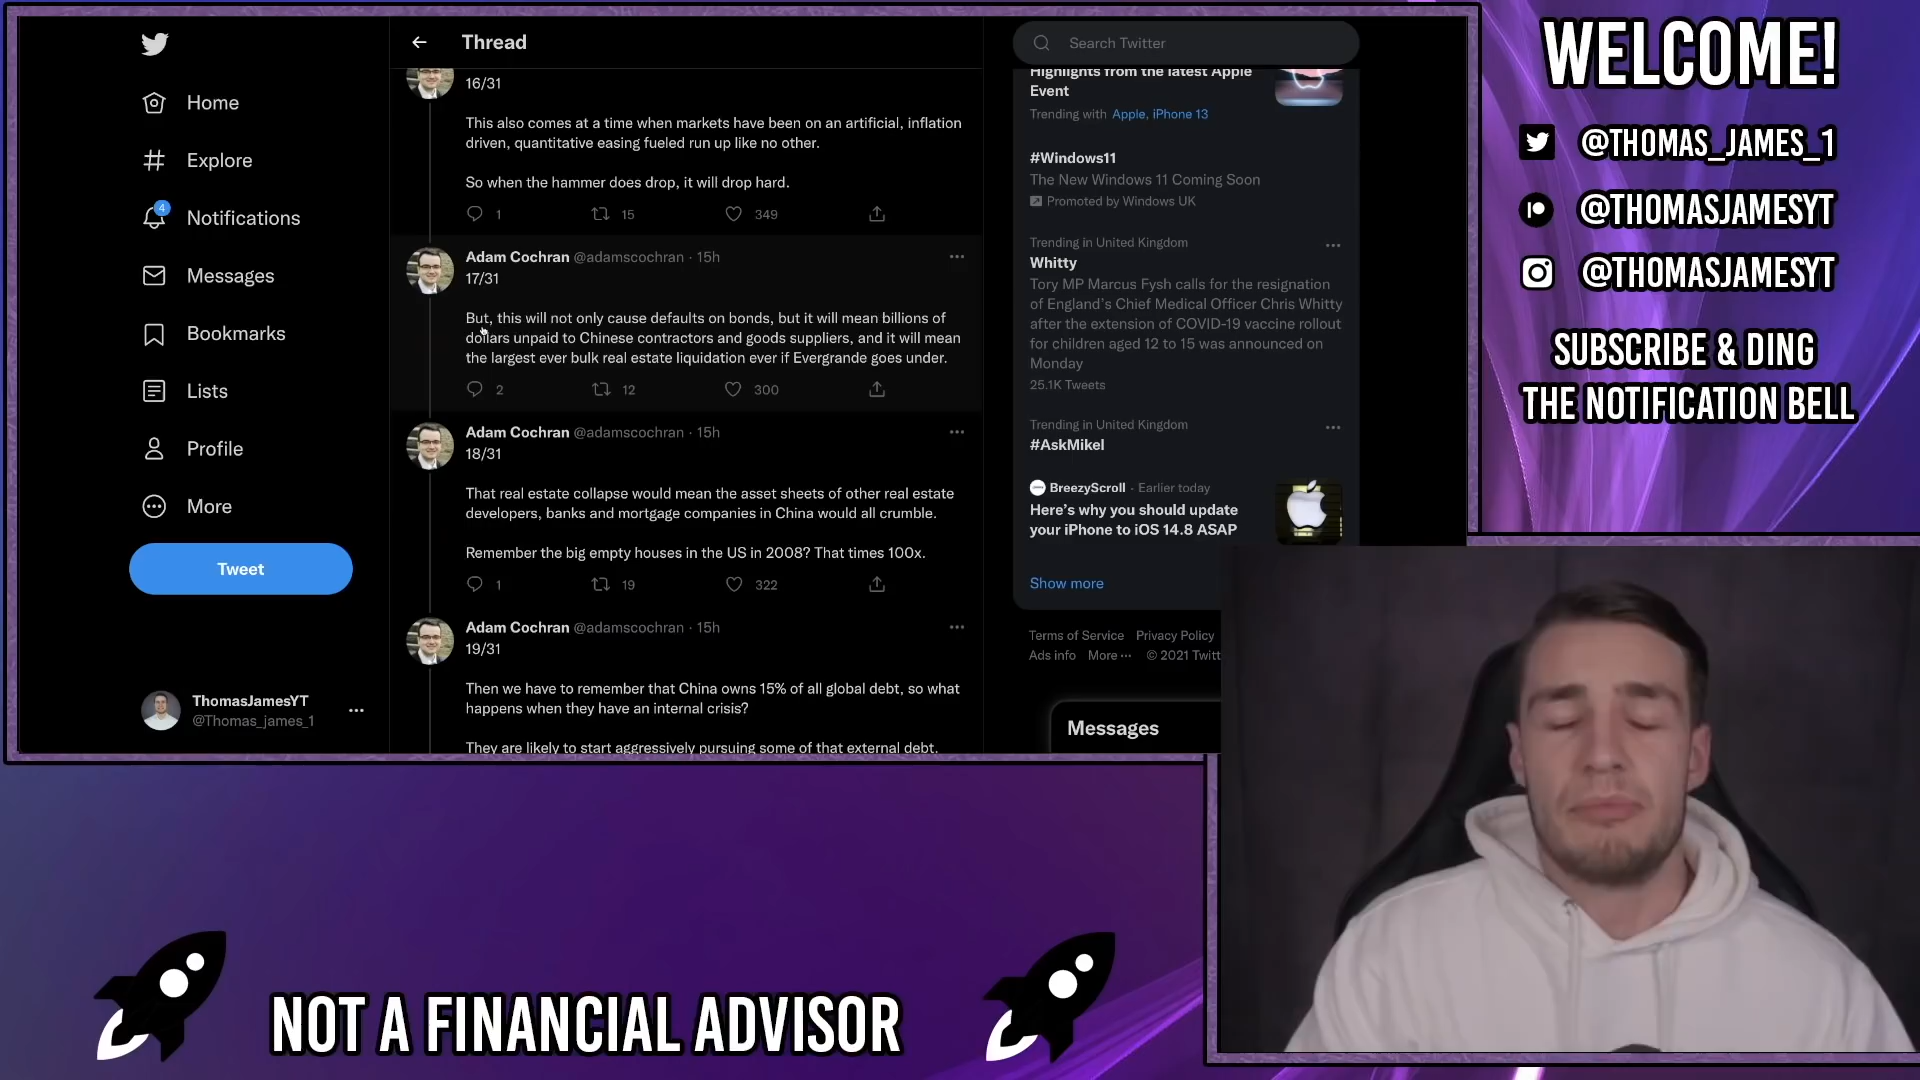 Home
Explore
4
Notifications
Messages
Bookmarks
Lists
Profile
More
Tweet
ThomasJamesYT
@Thomas_james_1
Thread
16/31
This also comes at a time when markets have been on an artificial, inflation
driven, quantitative easing fueled run up like no other.
So when the hammer does drop, it will drop hard.
1 15 349
Adam Cochran @adamscochran · 15h
17/31
But, this will not only cause defaults on bonds, but it will mean billions of
dollars unpaid to Chinese contractors and goods suppliers, and it will mean
the largest ever bulk real estate liquidation ever if Evergrande goes under.
2 12 300
Adam Cochran @adamscochran · 15h
18/31
That real estate collapse would mean the asset sheets of other real estate
developers, banks and mortgage companies in China would all crumble.
Remember the big empty houses in the US in 2008? That times 100x.
1 19 322
Adam Cochran @adamscochran · 15h
19/31
Then we have to remember that China owns 15% of all global debt, so what
happens when they have an internal crisis?
They are likely to start aggressively pursuing some of that external debt.
Search Twitter
Highlights from the latest Apple
Event
Trending with Apple, iPhone 13
#Windows11
The New Windows 11 Coming Soon
Promoted by Windows UK
Trending in United Kingdom
Whitty
Tory MP Marcus Fysh calls for the resignation
of England's Chief Medical Officer Chris Whitty
after the extension of COVID-19 vaccine rollout
for children aged 12 to 15 was announced on
Monday
25.1K Tweets
Trending in United Kingdom
#AskMikel
BreezyScroll · Earlier today
Here's why you should update
your iPhone to iOS 14.8 ASAP
Show more
Terms of Service Privacy Policy
Ads info More ··· © 2021 Twitt
Messages
WELCOME!
@THOMAS_JAMES_1
@THOMASJAMESYT
@THOMASJAMESYT
SUBSCRIBE & DING
THE NOTIFICATION BELL
NOT A FINANCIAL ADVISOR